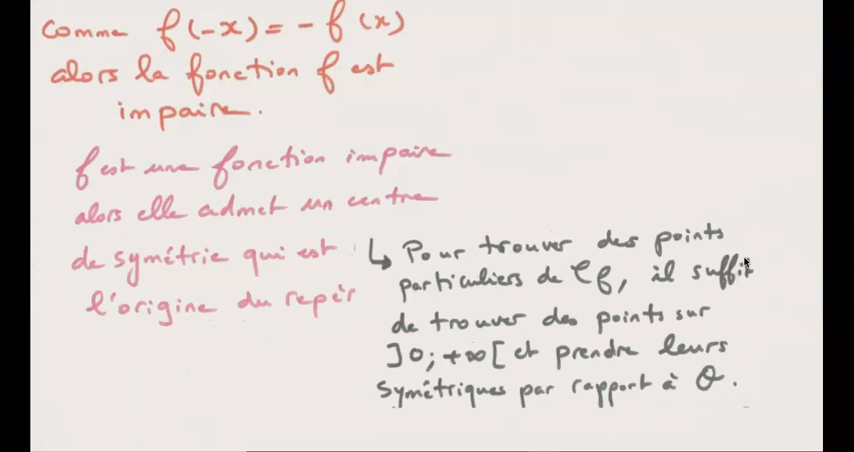 Comme f(-x) = - f(x)
alors la fonction f est
impaire.
f est une fonction impaire
alors elle admet un centre
de symétrie qui est
l'origine du repèr
↳ Pour trouver des points
particuliers de Cf, il suffit
de trouver des points sur
]0; +∞[ et prendre leurs
symétriques par rapport à O.